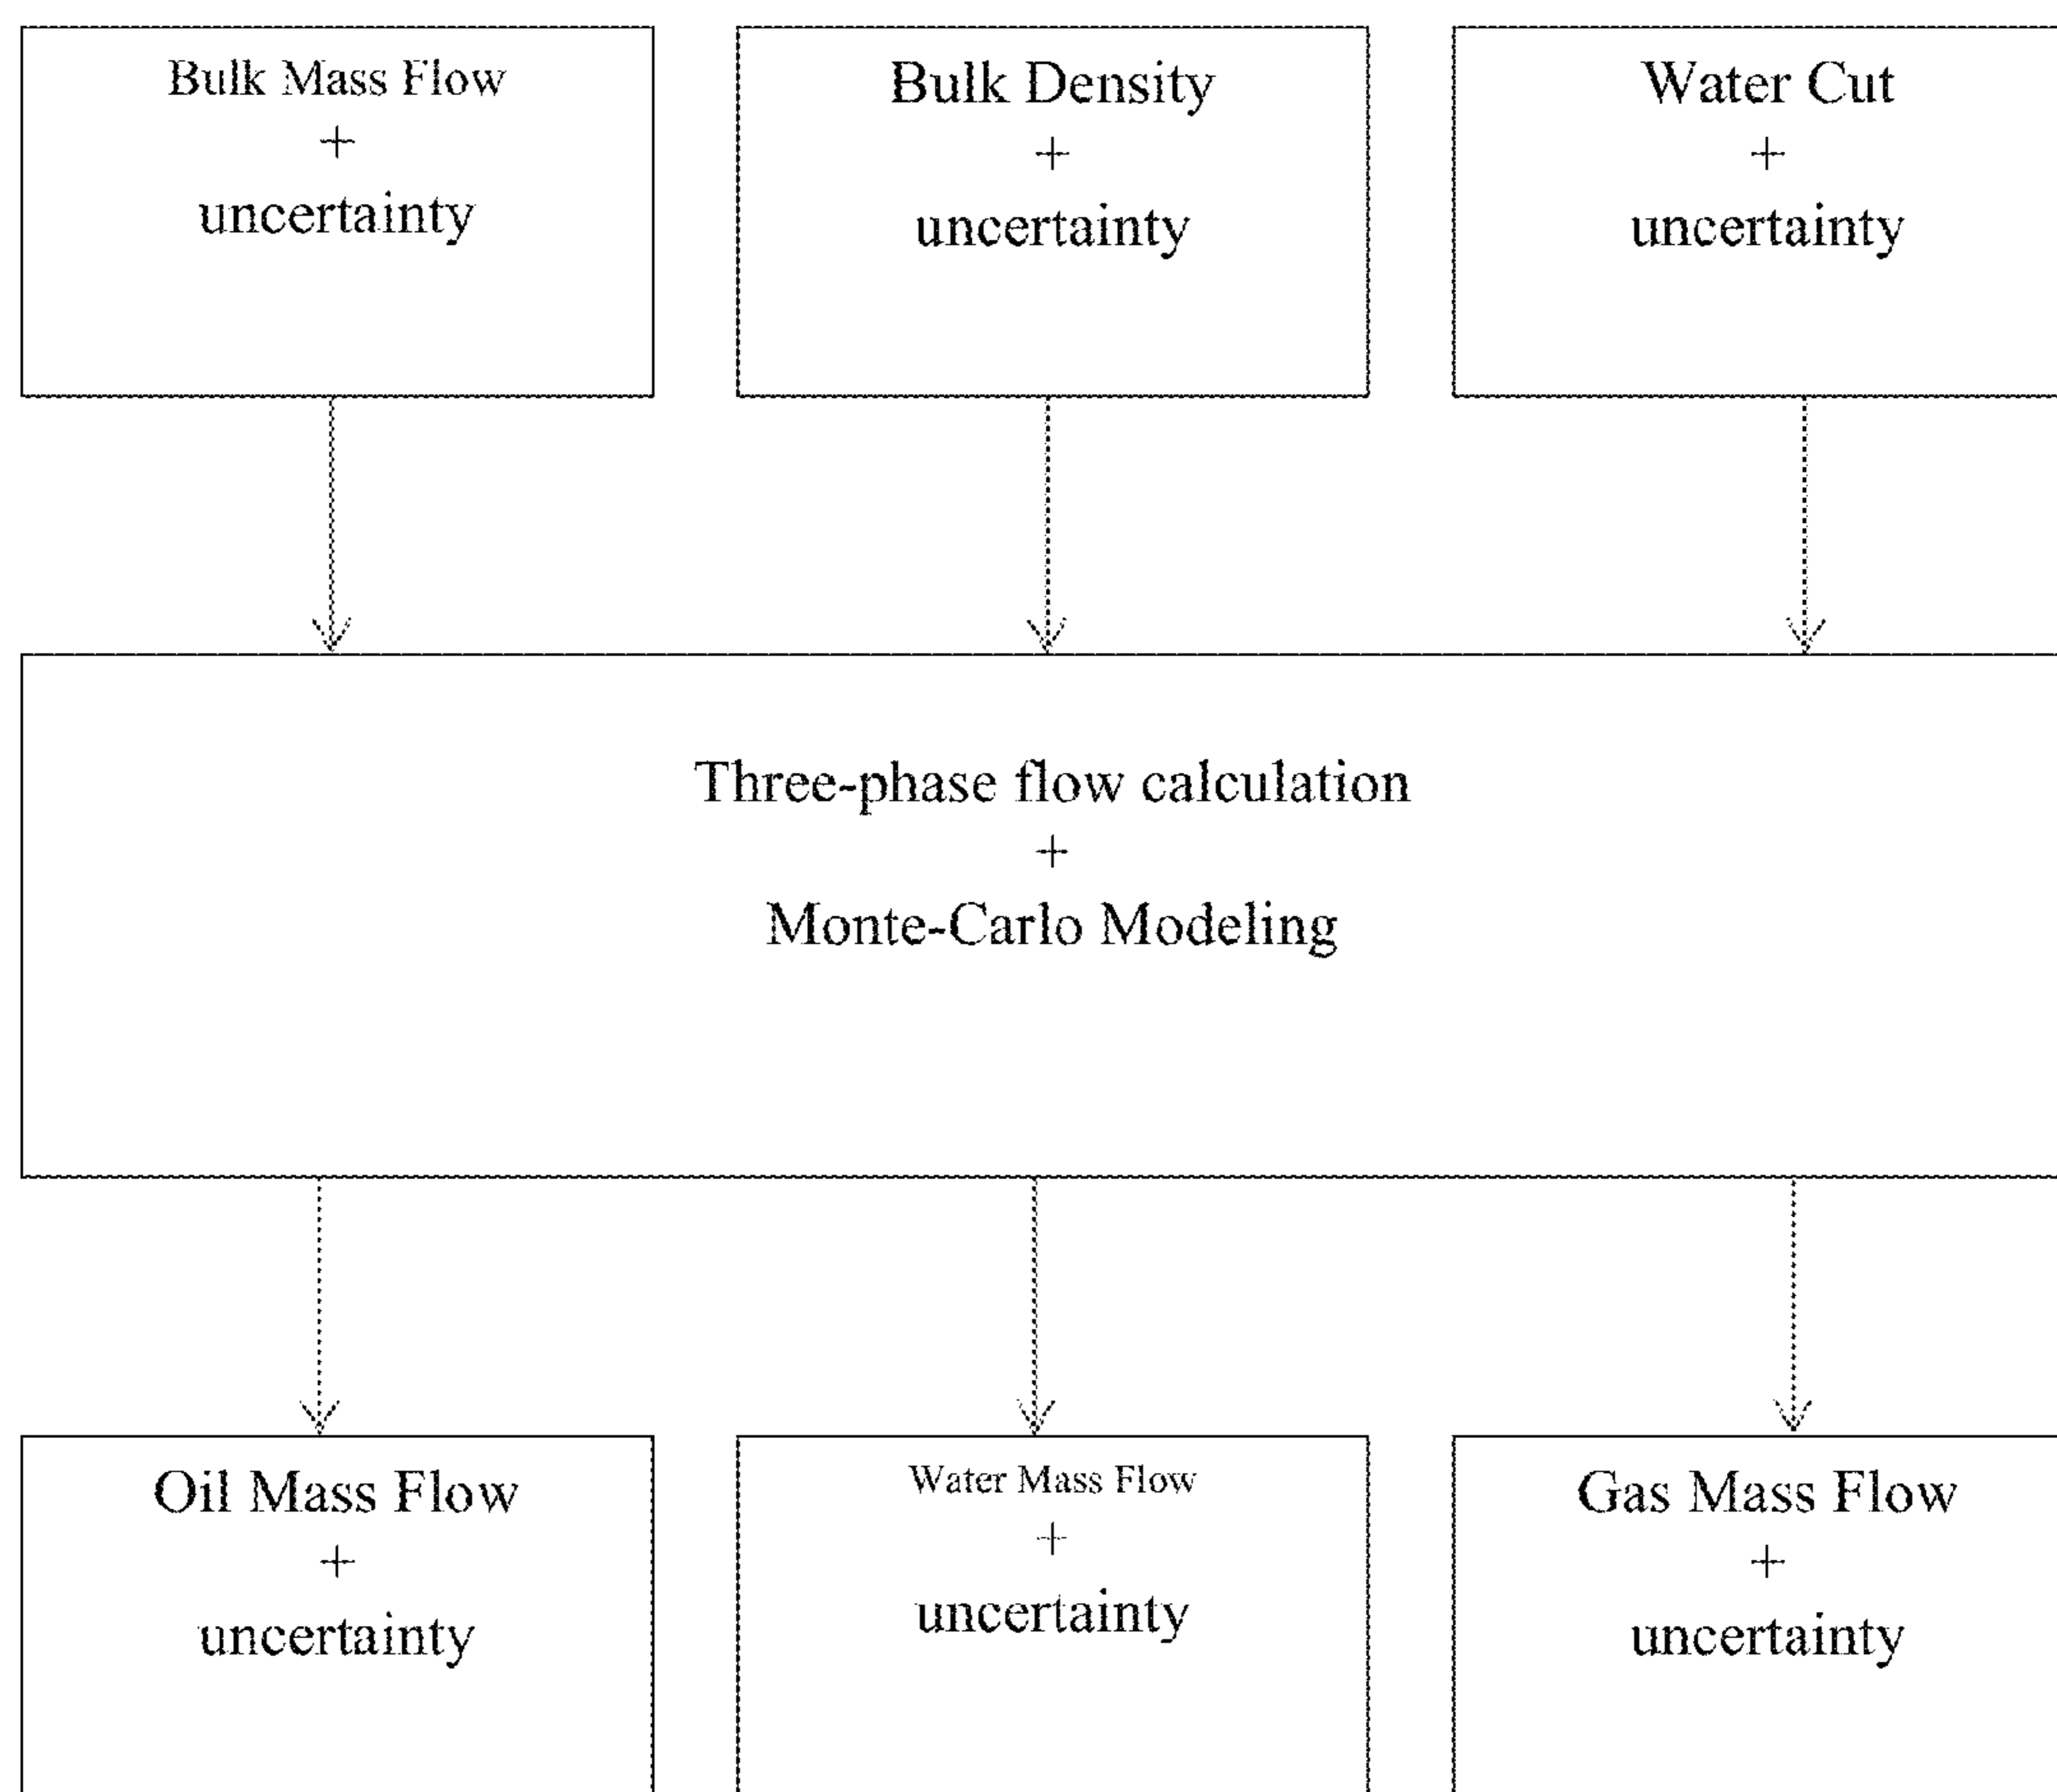 Bulk Mass Flow
+
uncertainty
Bulk Density
+
uncertainty
Water Cut
+
uncertainty
Three-phase flow calculation
+
Monte-Carlo Modeling
Oil Mass Flow
+
uncertainty
Water Mass Flow
+
uncertainty
Gas Mass Flow
+
uncertainty